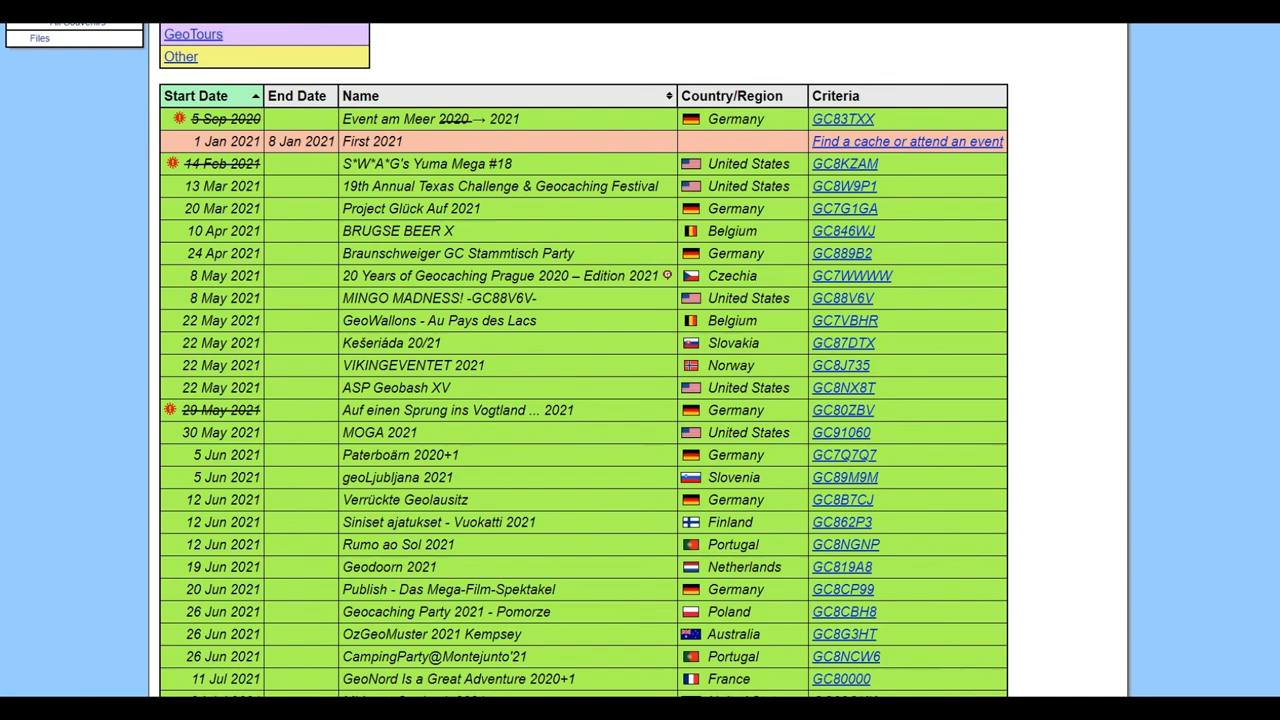 Files
GeoTours
Other
Start Date End Date Name Country/Region Criteria
5 Sep 2020 Event am Meer 2020 → 2021 Germany GC83TXX
1 Jan 2021 8 Jan 2021 First 2021 Find a cache or attend an event
14 Feb 2021 S*W*A*G's Yuma Mega #18 United States GC8KZAM
13 Mar 2021 19th Annual Texas Challenge & Geocaching Festival United States GC8W9P1
20 Mar 2021 Project Glück Auf 2021 Germany GC7G1GA
10 Apr 2021 BRUGSE BEER X Belgium GC846WJ
24 Apr 2021 Braunschweiger GC Stammtisch Party Germany GC889B2
8 May 2021 20 Years of Geocaching Prague 2020 – Edition 2021 Czechia GC7WWWW
8 May 2021 MINGO MADNESS! -GC88V6V- United States GC88V6V
22 May 2021 GeoWallons - Au Pays des Lacs Belgium GC7VBHR
22 May 2021 Kešeriáda 20/21 Slovakia GC87DTX
22 May 2021 VIKINGEVENTET 2021 Norway GC8J735
22 May 2021 ASP Geobash XV United States GC8NX8T
29 May 2021 Auf einen Sprung ins Vogtland ... 2021 Germany GC80ZBV
30 May 2021 MOGA 2021 United States GC91060
5 Jun 2021 Paterboärn 2020+1 Germany GC7Q7Q7
5 Jun 2021 geoLjubljana 2021 Slovenia GC89M9M
12 Jun 2021 Verrückte Geolausitz Germany GC8B7CJ
12 Jun 2021 Siniset ajatukset - Vuokatti 2021 Finland GC862P3
12 Jun 2021 Rumo ao Sol 2021 Portugal GC8NGNP
19 Jun 2021 Geodoorn 2021 Netherlands GC819A8
20 Jun 2021 Publish - Das Mega-Film-Spektakel Germany GC8CP99
26 Jun 2021 Geocaching Party 2021 - Pomorze Poland GC8CBH8
26 Jun 2021 OzGeoMuster 2021 Kempsey Australia GC8G3HT
26 Jun 2021 CampingParty@Montejunto'21 Portugal GC8NCW6
11 Jul 2021 GeoNord Is a Great Adventure 2020+1 France GC80000